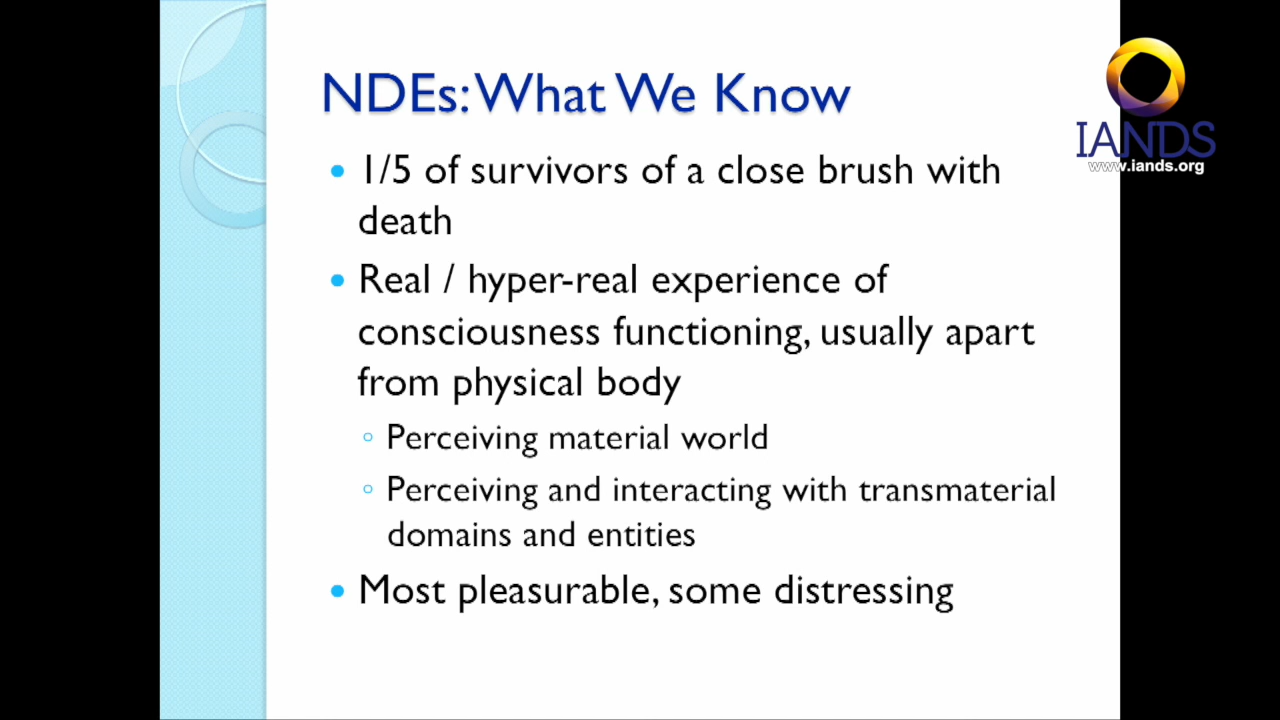 NDEs: What We Know
IANDS
www.iands.org
• 1/5 of survivors of a close brush with
death
• Real / hyper-real experience of
consciousness functioning, usually apart
from physical body
◦ Perceiving material world
◦ Perceiving and interacting with transmaterial
domains and entities
• Most pleasurable, some distressing